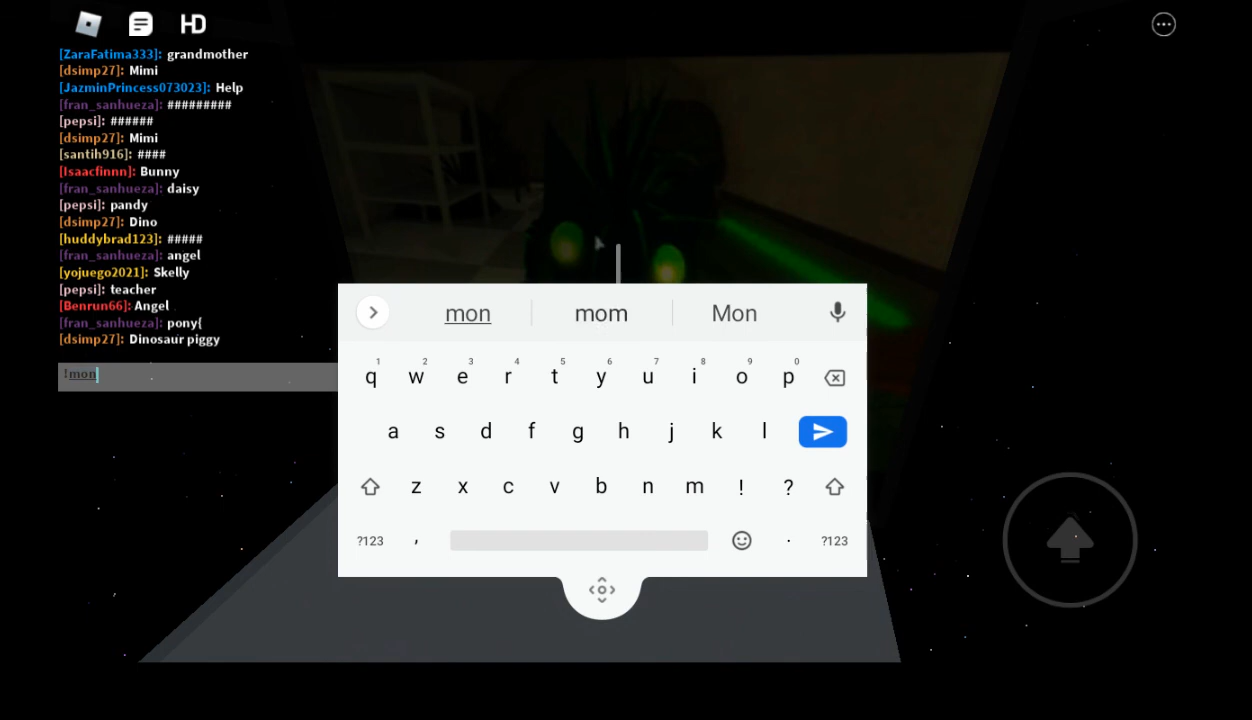 HD
[ZaraFatima333]: grandmother
[dsimp27]: Mimi
[JazminPrincess073023]: Help
[fran_sanhueza]: #########
[pepsi]: ######
[dsimp27]: Mimi
[santih916]: ####
[Isaacfinnn]: Bunny
[fran_sanhueza]: daisy
[pepsi]: pandy
[dsimp27]: Dino
[huddybrad123]: #####
[fran_sanhueza]: angel
[yojuego2021]: Skelly
[pepsi]: teacher
[Benrun66]: Angel
[fran_sanhueza]: pony{
[dsimp27]: Dinosaur piggy
!mon
mon mom Mon
1 2 3 4 5 6 7 8 9 0
q w e r t y u i o p
a s d f g h j k l
z x c v b n m ! ?
?123 , . ?123